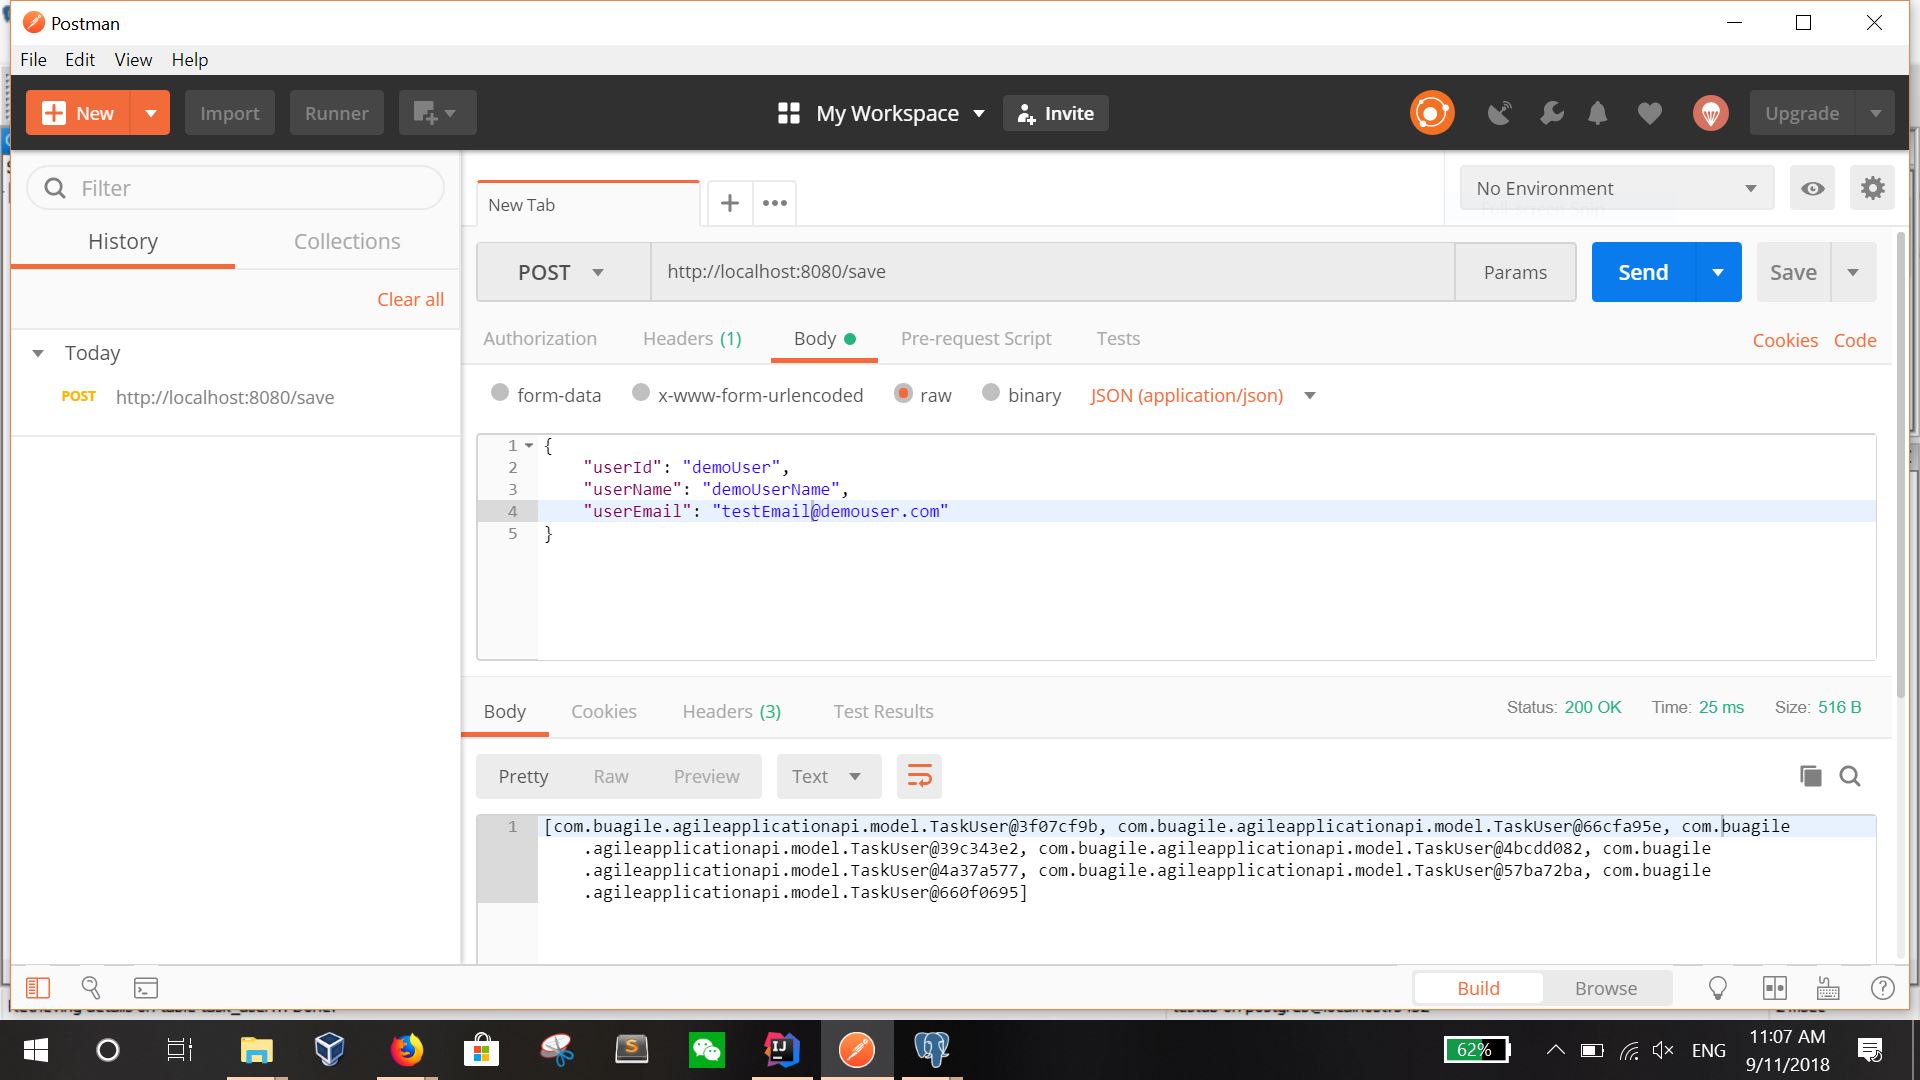 Postman
File Edit View Help
New Import Runner My Workspace Invite Upgrade
Filter
History Collections
Clear all
Today
POST http://localhost:8080/save
New Tab
No Environment
POST http://localhost:8080/save Params Send Save
Authorization Headers (1) Body Pre-request Script Tests Cookies Code
form-data x-www-form-urlencoded raw binary JSON (application/json)
1 {
2 "userId": "demoUser",
3 "userName": "demoUserName",
4 "userEmail": "testEmail@demouser.com"
5 }
Body Cookies Headers (3) Test Results Status: 200 OK Time: 25 ms Size: 516 B
Pretty Raw Preview Text
1 [com.buagile.agileapplicationapi.model.TaskUser@3f07cf9b, com.buagile.agileapplicationapi.model.TaskUser@66cfa95e, com.buagile
.agileapplicationapi.model.TaskUser@39c343e2, com.buagile.agileapplicationapi.model.TaskUser@4bcdd082, com.buagile
.agileapplicationapi.model.TaskUser@4a37a577, com.buagile.agileapplicationapi.model.TaskUser@57ba72ba, com.buagile
.agileapplicationapi.model.TaskUser@660f0695]
Build Browse
62% ENG
11:07 AM
9/11/2018